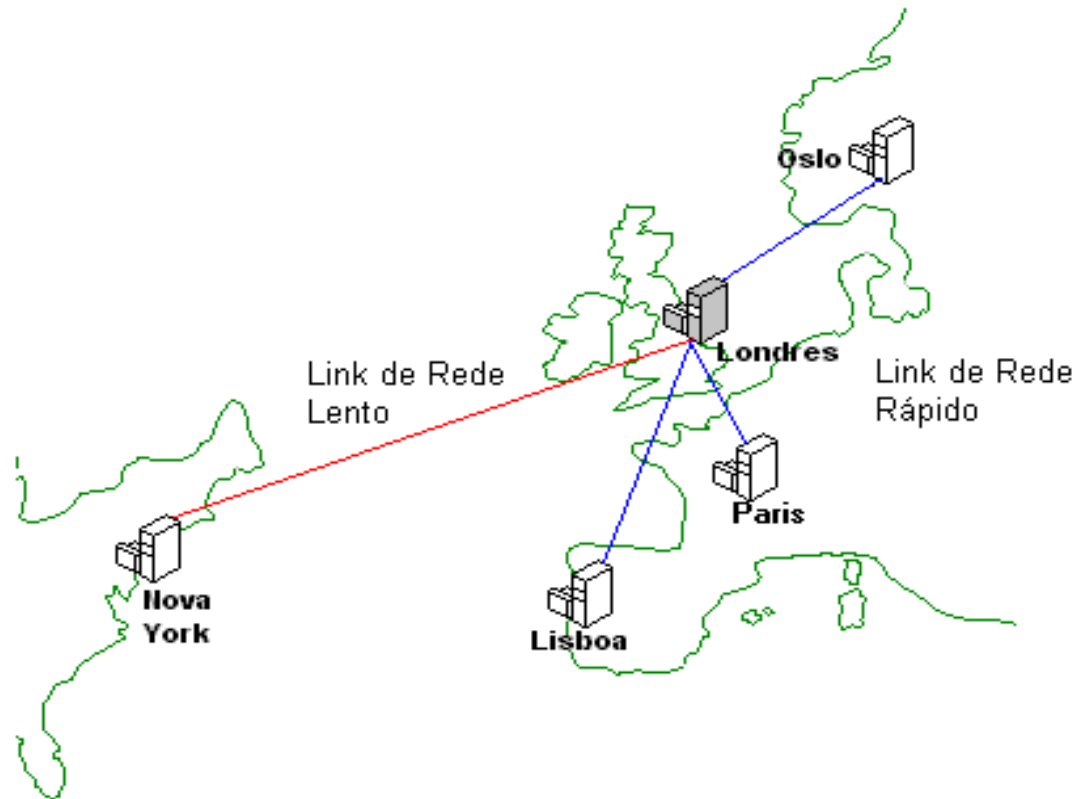 Oslo
Londres
Link de Rede
Lento
Link de Rede
Rápido
Paris
Nova
York
Lisboa